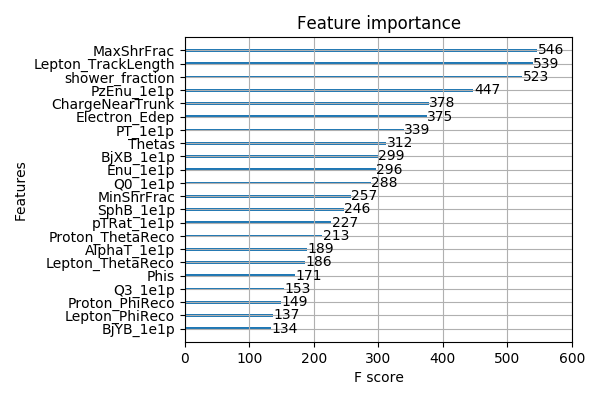 Feature importance
MaxShrFrac 546
Lepton_TrackLength 539
shower_fraction 523
PzEnu_1e1p 447
ChargeNearTrunk 378
Electron_Edep 375
PT_1e1p 339
Thetas 312
BjXB_1e1p 299
Enu_1e1p 296
Q0_1e1p 288
MinShrFrac 257
SphB_1e1p 246
pTRat_1e1p 227
Proton_ThetaReco 213
AlphaT_1e1p 189
Lepton_ThetaReco 186
Phis 171
Q3_1e1p 153
Proton_PhiReco 149
Lepton_PhiReco 137
BjYB_1e1p 134
Features
0 100 200 300 400 500 600
F score